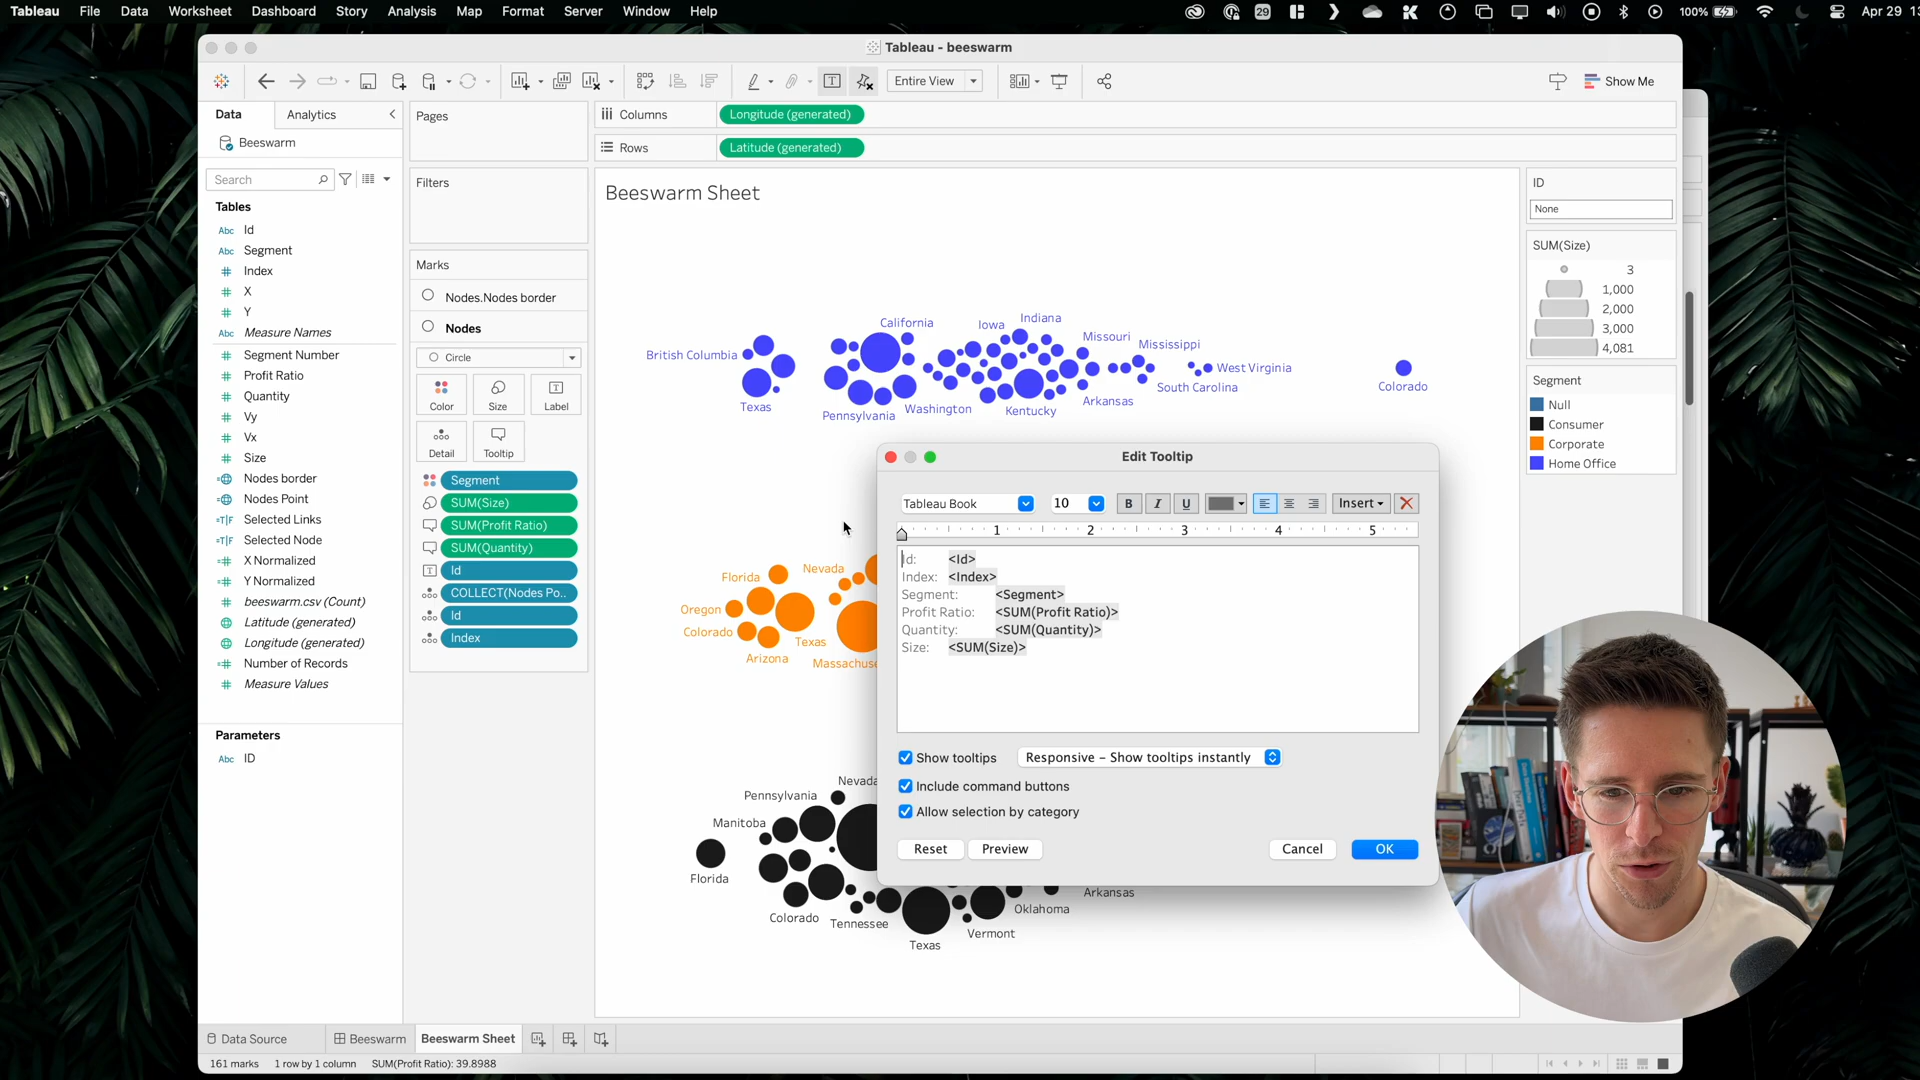 Tableau File Data Worksheet Dashboard Story Analysis Map Format Server Window Help
29 100% Apr 29 13
Tableau - beeswarm
Entire View
Show Me
Data Analytics
Beeswarm
Search
Tables
Abc Id
Abc Segment
Index
X
Y
Abc Measure Names
Segment Number
Profit Ratio
Quantity
Vy
Vx
Size
Nodes border
Nodes Point
=T|F Selected Links
=T|F Selected Node
X Normalized
Y Normalized
beeswarm.csv (Count)
Latitude (generated)
Longitude (generated)
Number of Records
Measure Values
Parameters
Abc ID
Pages
Filters
Marks
Nodes.Nodes border
Nodes
Circle
Color Size Label
Detail Tooltip
Segment
SUM(Size)
SUM(Profit Ratio)
SUM(Quantity)
Id
COLLECT(Nodes Po..
Id
Index
Columns Longitude (generated)
Rows Latitude (generated)
Beeswarm Sheet
British Columbia
Texas
California
Pennsylvania
Washington
Iowa
Indiana
Kentucky
Missouri
Mississippi
Arkansas
South Carolina
West Virginia
Colorado
Florida
Nevada
Oregon
Colorado
Texas
Arizona
Massachuse
Nevada
Pennsylvania
Manitoba
Florida
Colorado
Tennessee
Texas
Vermont
Oklahoma
Arkansas
Edit Tooltip
Tableau Book 10 B I U Insert
1 2 3 4 5
Id: <Id>
Index: <Index>
Segment: <Segment>
Profit Ratio: <SUM(Profit Ratio)>
Quantity: <SUM(Quantity)>
Size: <SUM(Size)>
Show tooltips Responsive – Show tooltips instantly
Include command buttons
Allow selection by category
Reset Preview Cancel OK
ID
None
SUM(Size)
3
1,000
2,000
3,000
4,081
Segment
Null
Consumer
Corporate
Home Office
Data Source Beeswarm Beeswarm Sheet
161 marks 1 row by 1 column SUM(Profit Ratio): 39.8988